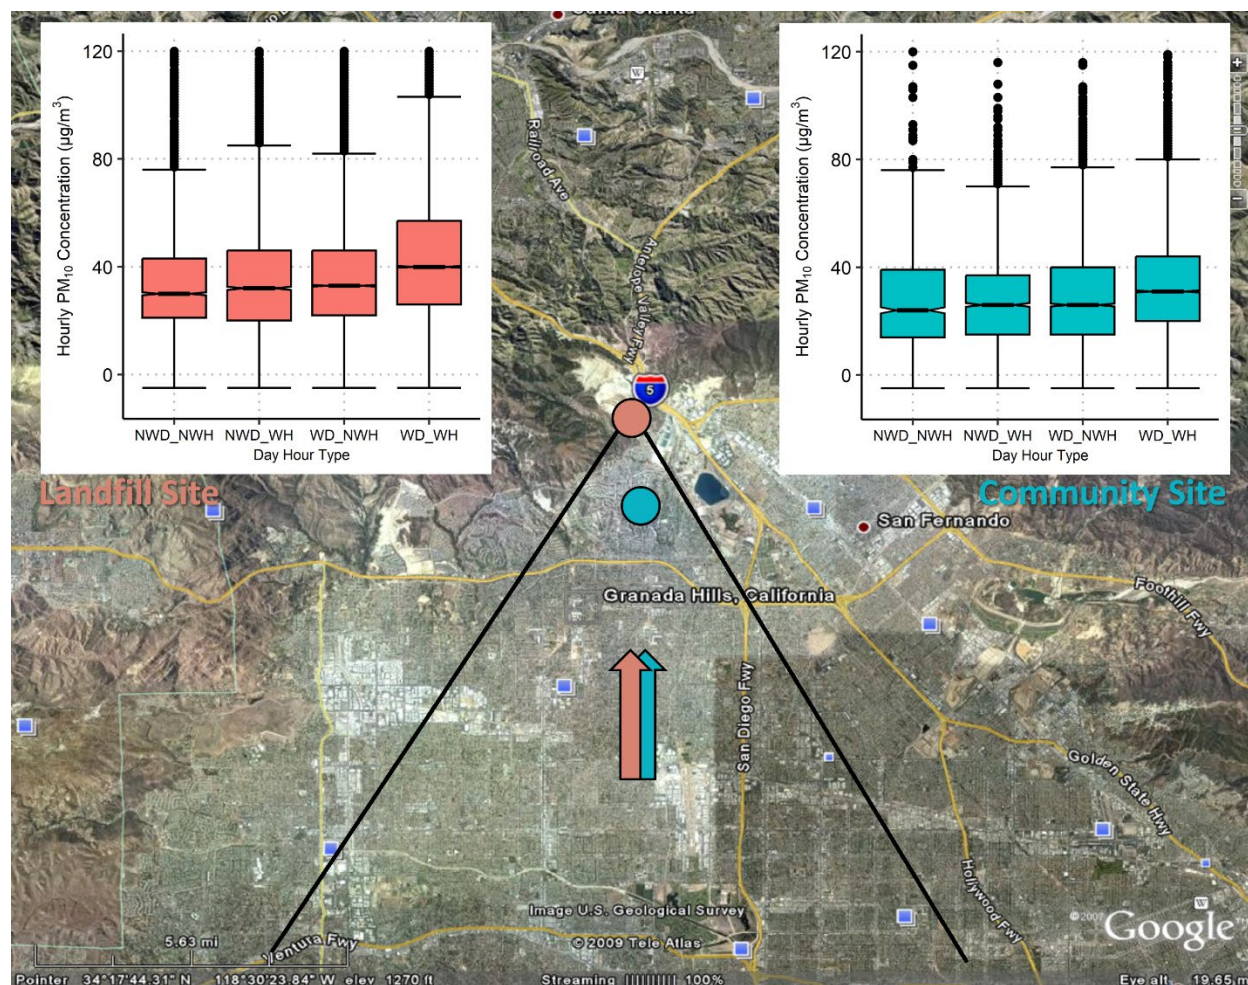 Santa Clarita
120
80
40
0
Hourly PM10 Concentration (µg/m3)
NWD_NWH NWD_WH WD_NWH WD_WH
Day Hour Type
Landfill Site
120
80
40
0
Hourly PM10 Concentration (µg/m3)
NWD_NWH NWD_WH WD_NWH WD_WH
Day Hour Type
Community Site
W
Railroad Ave
Antelope Valley Fwy
5
San Fernando
Granada Hills, California
Foothill Fwy
San Diego Fwy
Golden State Hwy
Hollywood Fwy
W
Image U.S. Geological Survey
© 2009 Tele Atlas
©2007 Google™
5.63 mi
Ventura Fwy
Pointer 34°17'44.31" N 118°30'23.84" W elev 1270 ft
Streaming |||||||||| 100%
Eye alt 19.65 m